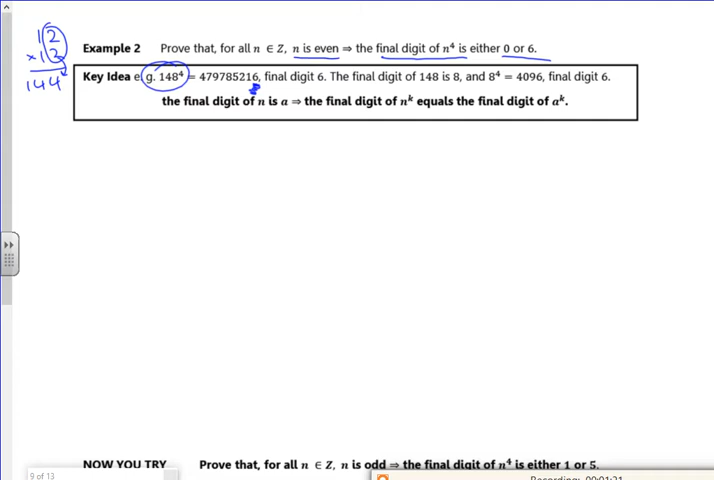 12
×12
144
Example 2 Prove that, for all n ∈ Z, n is even ⇒ the final digit of n⁴ is either 0 or 6.
Key Idea e.g. 148⁴ = 479785216, final digit 6. The final digit of 148 is 8, and 8⁴ = 4096, final digit 6.
the final digit of n is a ⇒ the final digit of nᵏ equals the final digit of aᵏ.
NOW YOU TRY Prove that, for all n ∈ Z, n is odd ⇒ the final digit of n⁴ is either 1 or 5.
9 of 13